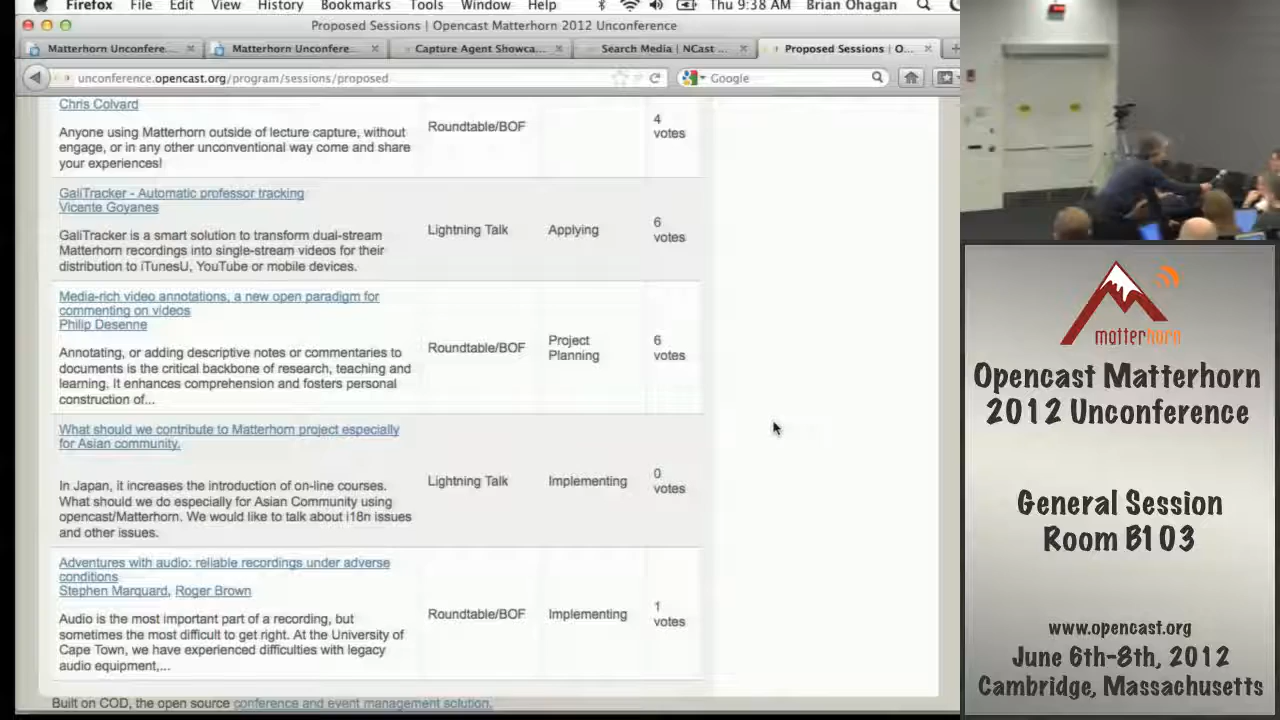 Firefox File Edit View History Bookmarks Tools Window Help Thu 9:38 AM Brian Ohagan
Proposed Sessions | Opencast Matterhorn 2012 Unconference
Matterhorn Unconfere... Matterhorn Unconfere... Capture Agent Showca... Search Media | NCast ... Proposed Sessions | O...
unconference.opencast.org/program/sessions/proposed Google
Chris Colvard
Anyone using Matterhorn outside of lecture capture, without
engage, or in any other unconventional way come and share
your experiences!
Roundtable/BOF
4
votes
GaliTracker - Automatic professor tracking
Vicente Goyanes
GaliTracker is a smart solution to transform dual-stream
Matterhorn recordings into single-stream videos for their
distribution to iTunesU, YouTube or mobile devices.
Lightning Talk
Applying
6
votes
Media-rich video annotations, a new open paradigm for
commenting on videos
Philip Desenne
Annotating, or adding descriptive notes or commentaries to
documents is the critical backbone of research, teaching and
learning. It enhances comprehension and fosters personal
construction of...
Roundtable/BOF
Project
Planning
6
votes
What should we contribute to Matterhorn project especially
for Asian community.
In Japan, it increases the introduction of on-line courses.
What should we do especially for Asian Community using
opencast/Matterhorn. We would like to talk about i18n issues
and other issues.
Lightning Talk
Implementing
0
votes
Adventures with audio: reliable recordings under adverse
conditions
Stephen Marquard, Roger Brown
Audio is the most important part of a recording, but
sometimes the most difficult to get right. At the University of
Cape Town, we have experienced difficulties with legacy
audio equipment,...
Roundtable/BOF
Implementing
1
votes
Built on COD, the open source conference and event management solution.
matterhorn
Opencast Matterhorn
2012 Unconference
General Session
Room B103
www.opencast.org
June 6th-8th, 2012
Cambridge, Massachusetts